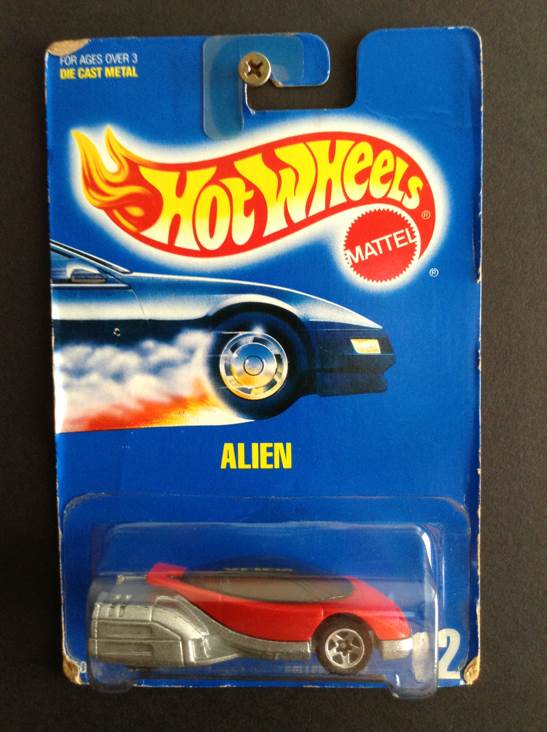 FOR AGES OVER 3
DIE CAST METAL
HOT WHEELS ®
MATTEL
®
ALIEN